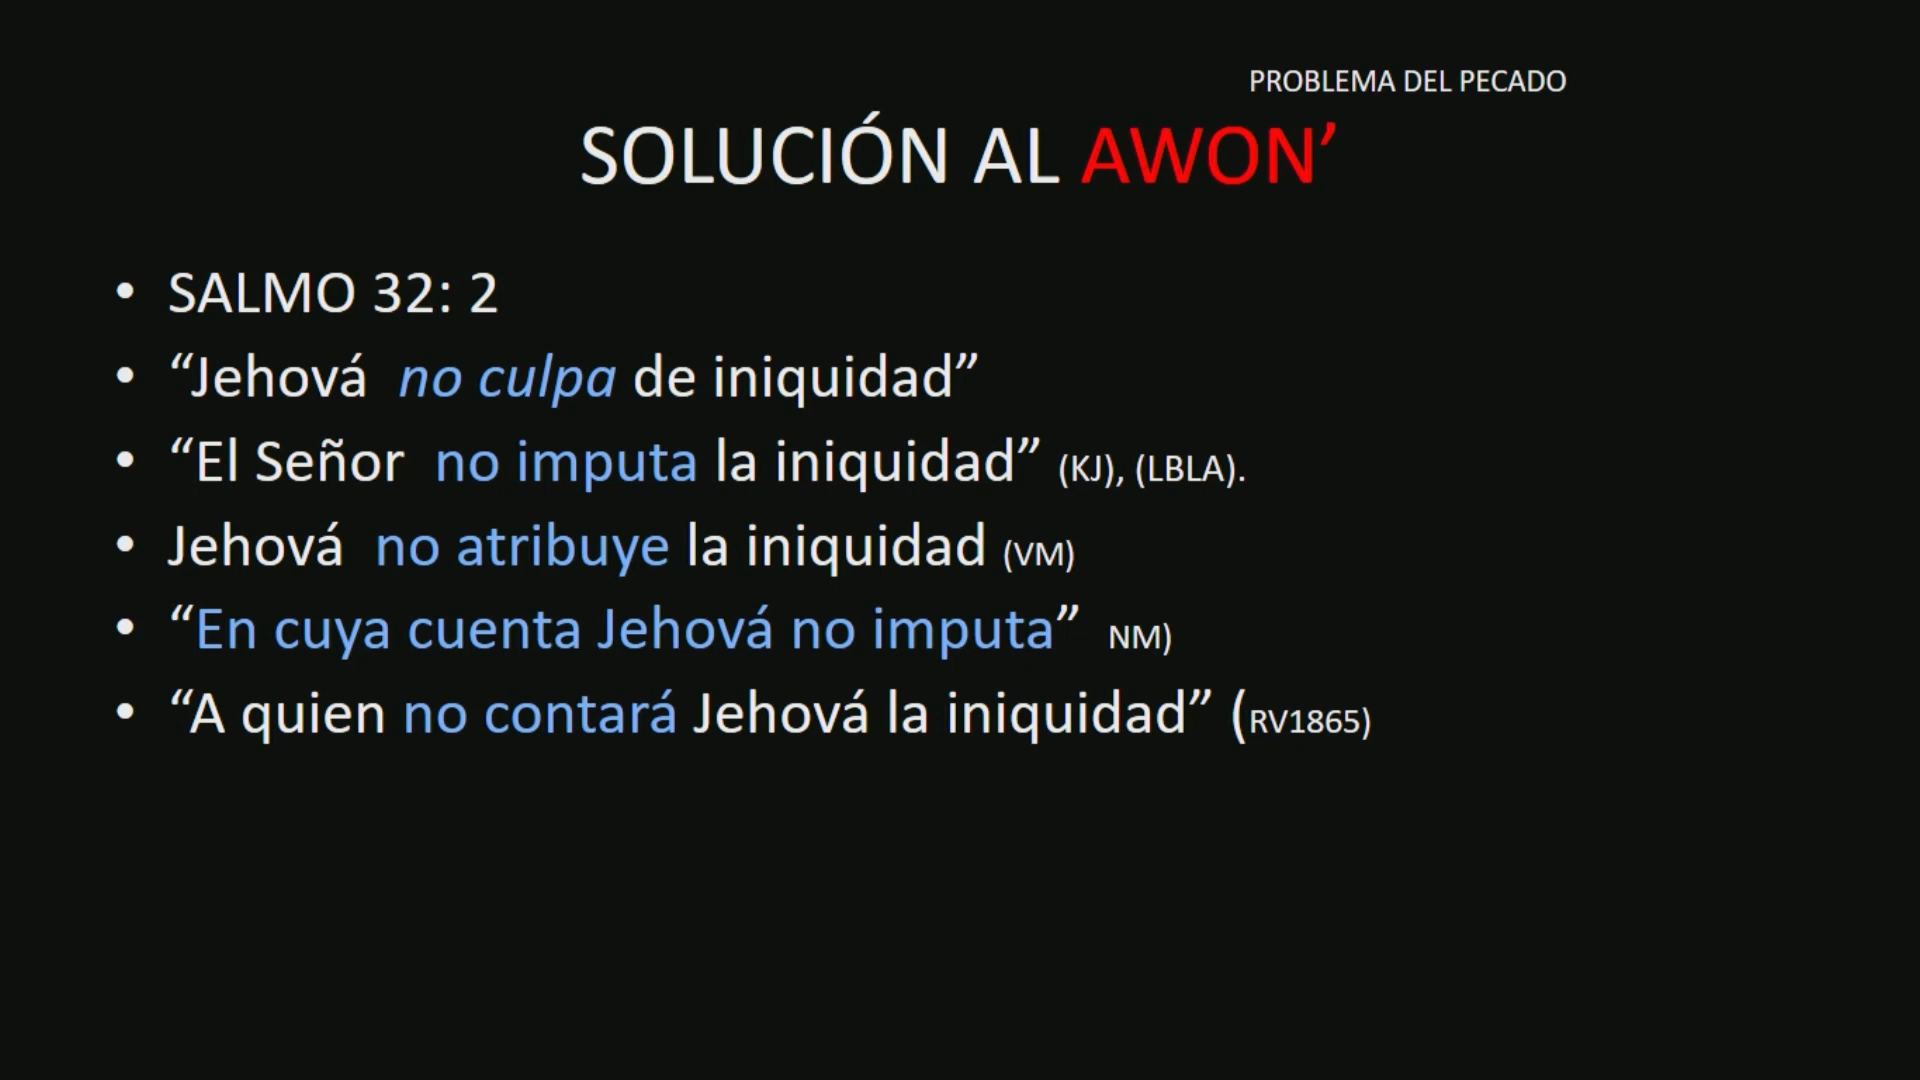 PROBLEMA DEL PECADO
SOLUCIÓN AL AWON’
• SALMO 32: 2
• “Jehová no culpa de iniquidad”
• “El Señor no imputa la iniquidad” (KJ), (LBLA).
• Jehová no atribuye la iniquidad (VM)
• “En cuya cuenta Jehová no imputa” NM)
• “A quien no contará Jehová la iniquidad” (RV1865)